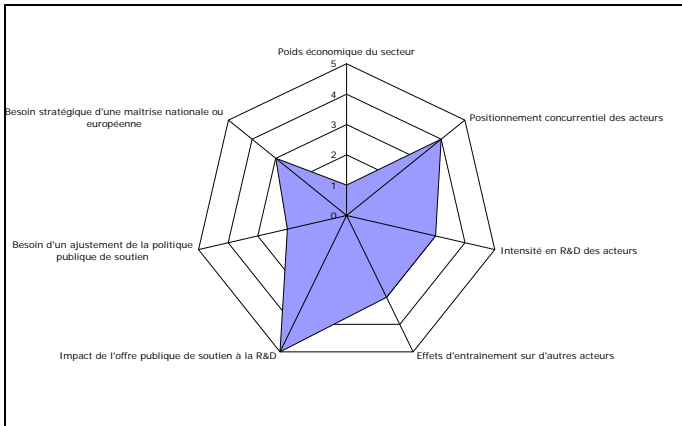 Poids économique du secteur
5
4
3
2
1
0
Besoin stratégique d'une maîtrise nationale ou
européenne
Positionnement concurrentiel des acteurs
Besoin d'un ajustement de la politique
publique de soutien
Intensité en R&D des acteurs
Impact de l'offre publique de soutien à la R&D
Effets d'entraînement sur d'autres acteurs